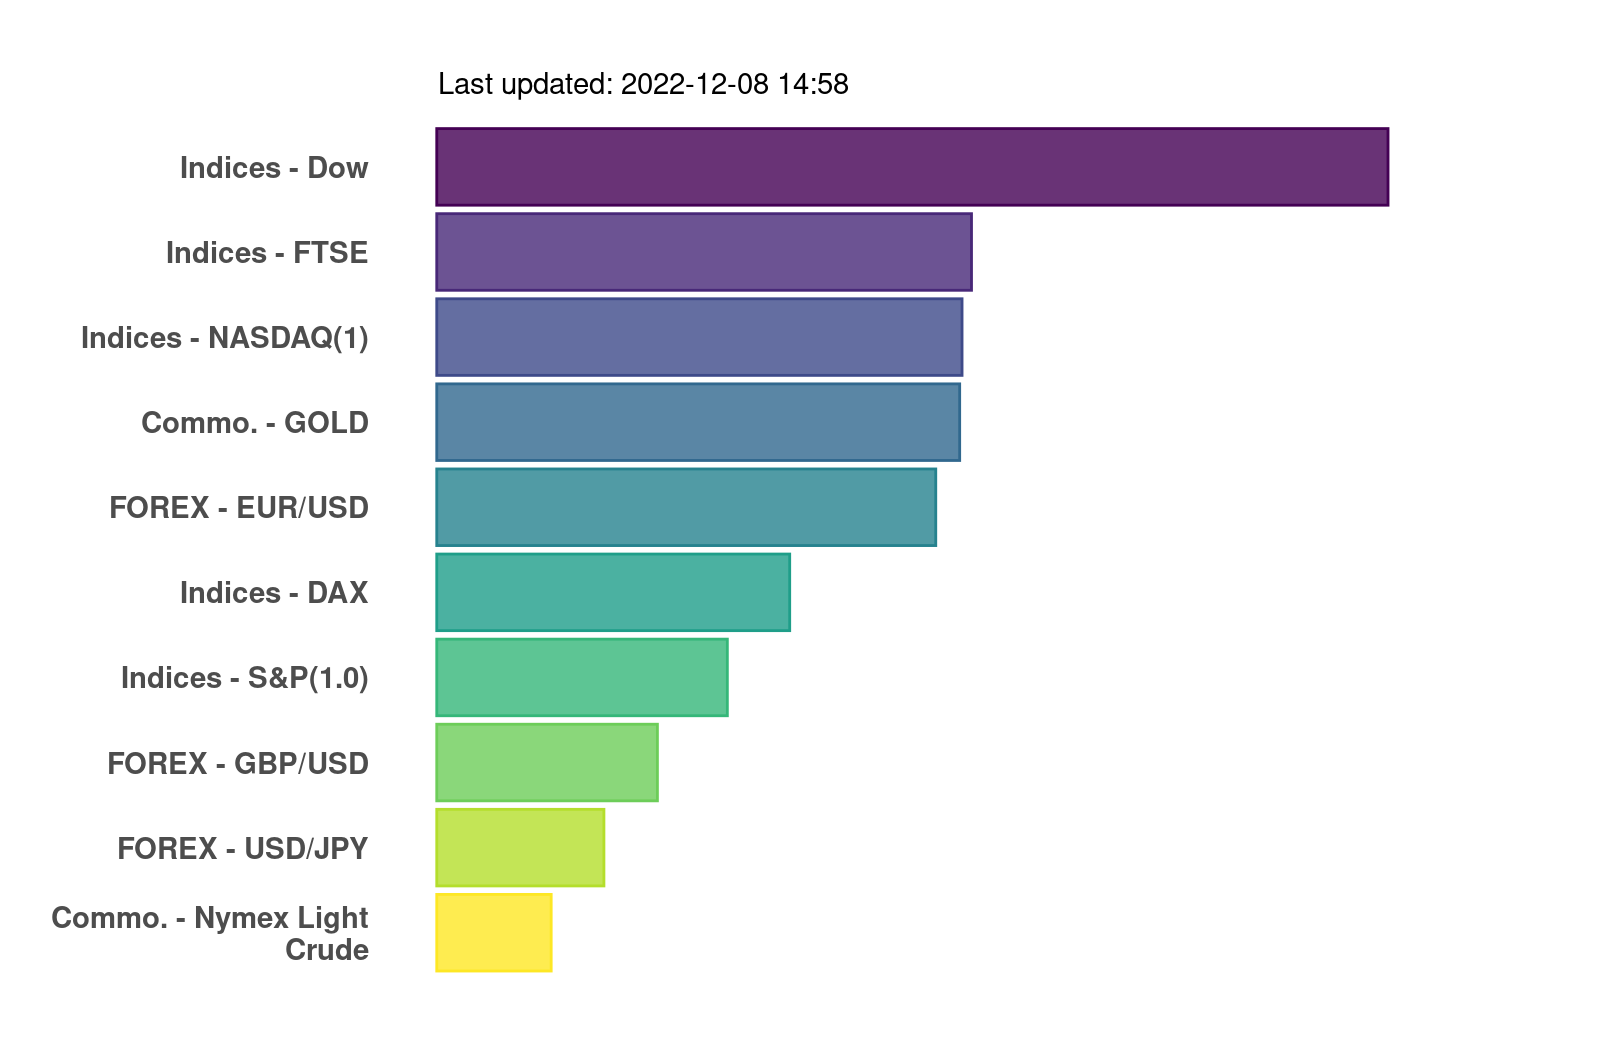 Last updated: 2022-12-08 14:58
Indices - Dow
Indices - FTSE
Indices - NASDAQ(1)
Commo. - GOLD
FOREX - EUR/USD
Indices - DAX
Indices - S&P(1.0)
FOREX - GBP/USD
FOREX - USD/JPY
Commo. - Nymex Light
Crude